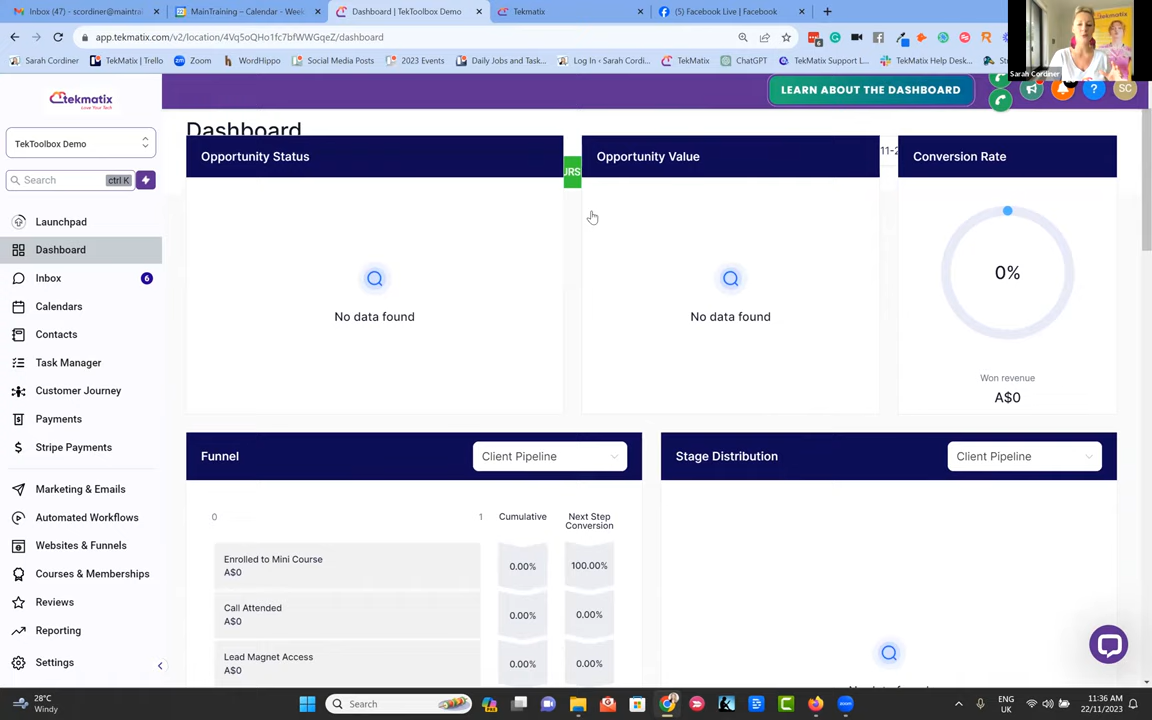 Inbox (47) - scordiner@maintrai
MainTraining – Calendar - Week
Dashboard | TekToolbox Demo
Tekmatix
(5) Facebook Live | Facebook
app.tekmatix.com/v2/location/4Vq5oQHo1fc7bfWWGqeZ/dashboard
Sarah Cordiner
TekMatix | Trello
Zoom
WordHippo
Social Media Posts
2023 Events
Daily Jobs and Task...
Log In ‹ Sarah Cordi...
TekMatix
ChatGPT
TekMatix Support L...
TekMatix Help Desk...
Sarah Cordiner
tekmatix
Love Your Tech
LEARN ABOUT THE DASHBOARD
SC
TekToolbox Demo
Search
ctrl K
Launchpad
Dashboard
Inbox
6
Calendars
Contacts
Task Manager
Customer Journey
Payments
Stripe Payments
Marketing & Emails
Automated Workflows
Websites & Funnels
Courses & Memberships
Reviews
Reporting
Settings
Dashboard
Opportunity Status
URS
Opportunity Value
11-2
Conversion Rate
No data found
No data found
0%
Won revenue
A$0
Funnel
Client Pipeline
Stage Distribution
Client Pipeline
0
1
Cumulative
Next Step
Conversion
Enrolled to Mini Course
A$0
0.00%
100.00%
Call Attended
A$0
0.00%
0.00%
Lead Magnet Access
A$0
0.00%
0.00%
28°C
Windy
Search
ENG
UK
11:36 AM
22/11/2023